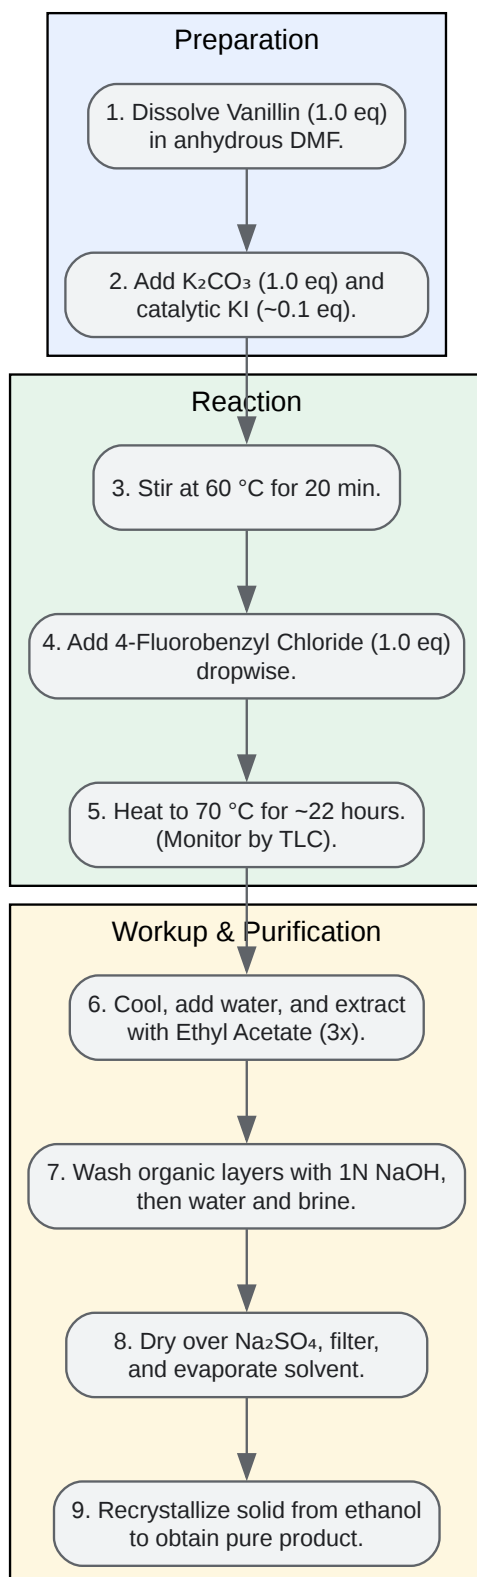 Preparation
1. Dissolve Vanillin (1.0 eq)
in anhydrous DMF.
2. Add K₂CO₃ (1.0 eq) and
catalytic KI (~0.1 eq).
Reaction
3. Stir at 60 °C for 20 min.
4. Add 4-Fluorobenzyl Chloride (1.0 eq)
dropwise.
5. Heat to 70 °C for ~22 hours.
(Monitor by TLC).
Workup & Purification
6. Cool, add water, and extract
with Ethyl Acetate (3x).
7. Wash organic layers with 1N NaOH,
then water and brine.
8. Dry over Na₂SO₄, filter,
and evaporate solvent.
9. Recrystallize solid from ethanol
to obtain pure product.